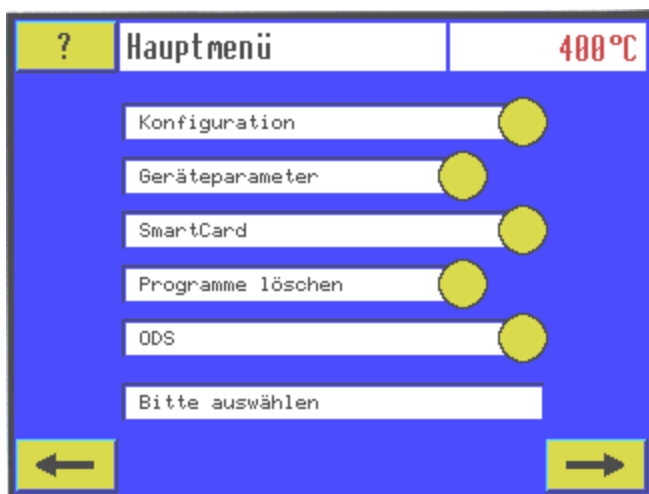 ?
Hauptmenü
400°C
Konfiguration
Geräteparameter
SmartCard
Programme löschen
ODS
Bitte auswählen